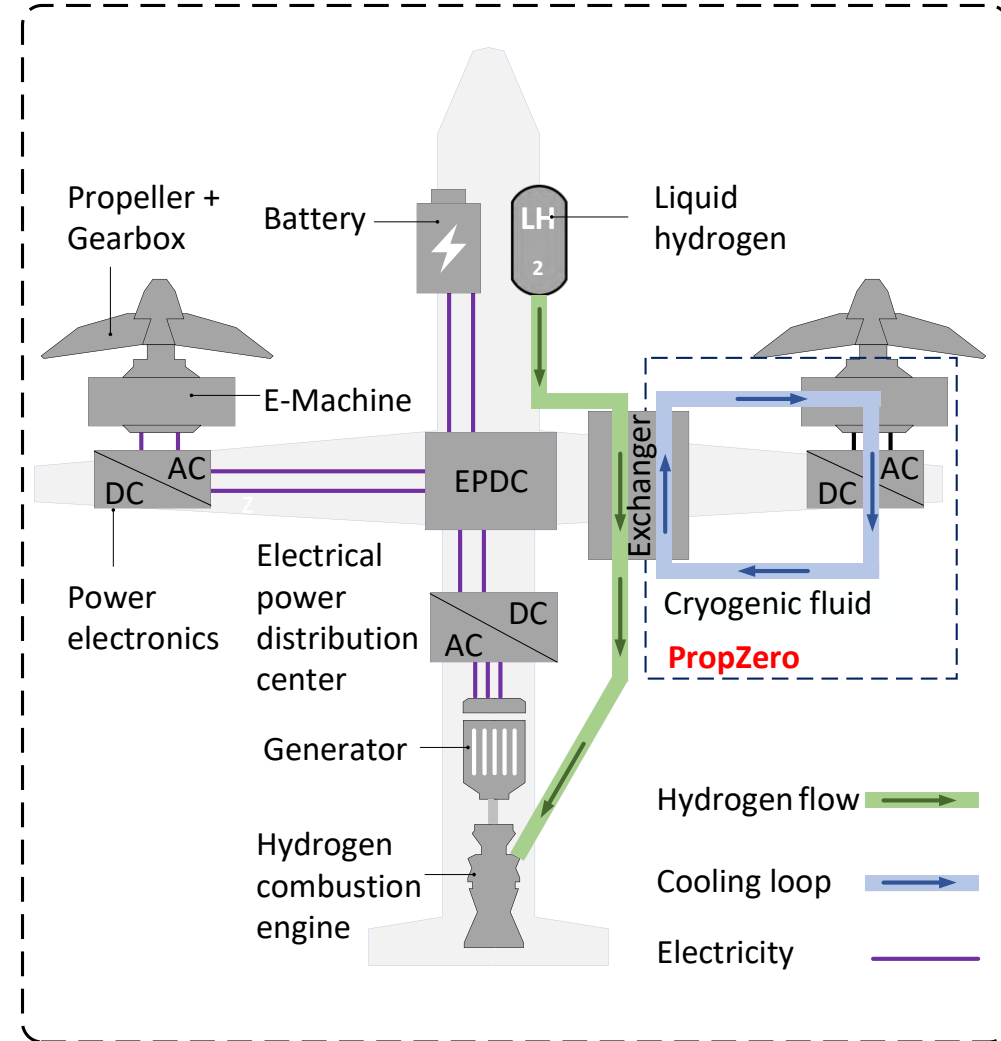 Propeller +
Gearbox
Battery
LH
2
Liquid
hydrogen
E-Machine
AC
DC
Z
EPDC
Exchanger
AC
DC
Power
electronics
Electrical
power
distribution
center
DC
AC
Cryogenic fluid
PropZero
Generator
Hydrogen
combustion
engine
Hydrogen flow
Cooling loop
Electricity